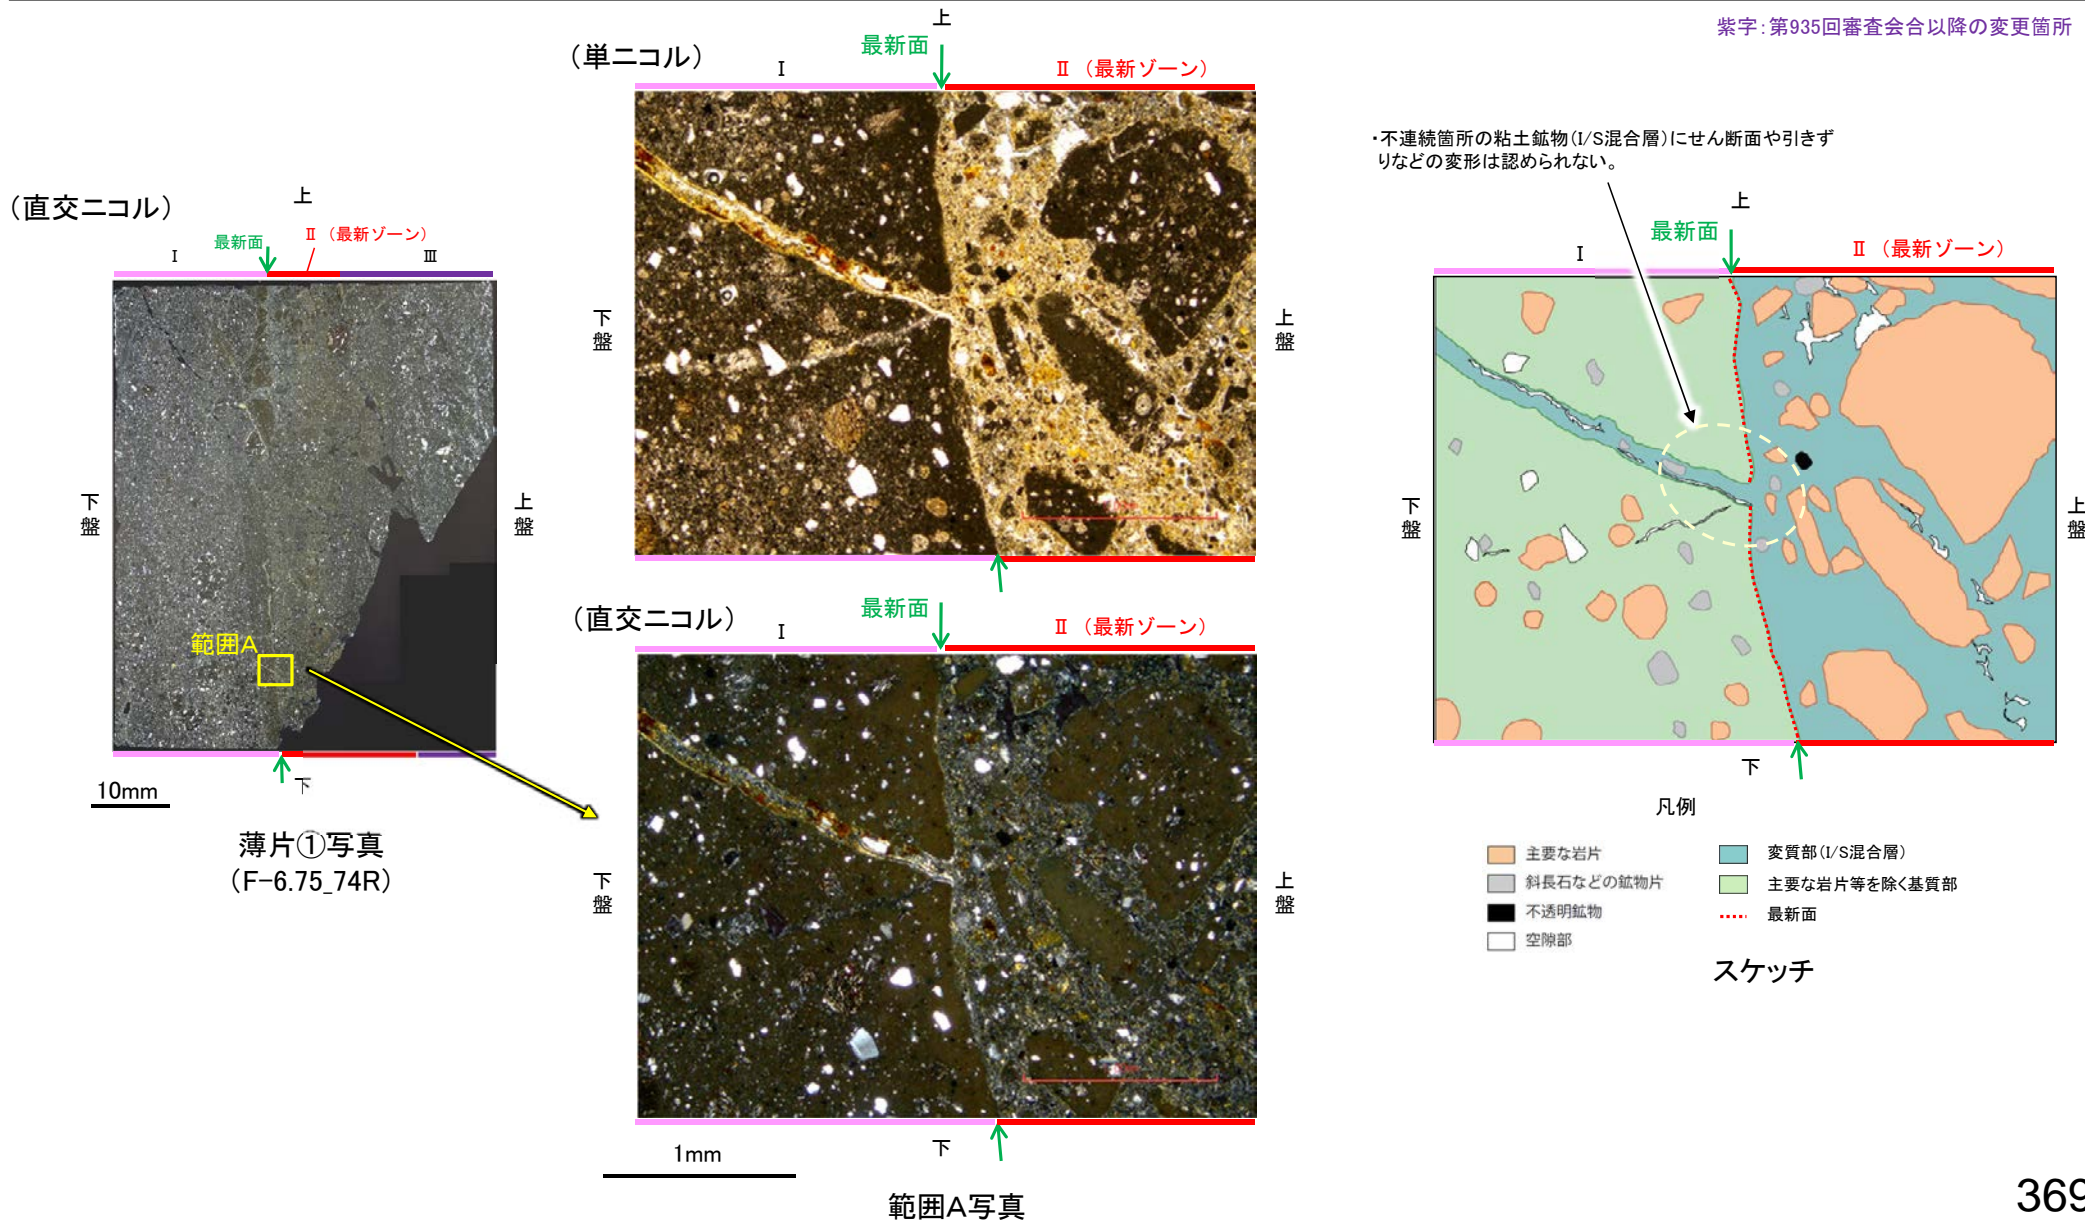 紫字：第935回審査会合以降の変更箇所
（直交ニコル）
上
最新面
Ⅱ （最新ゾーン）
Ⅰ
Ⅲ
下盤
上盤
範囲A
下
10mm
薄片①写真
（F-6.75_74R）
（単ニコル）
上
最新面
Ⅰ
Ⅱ （最新ゾーン）
下盤
上盤
（直交ニコル）
最新面
Ⅰ
Ⅱ （最新ゾーン）
下盤
上盤
下
1mm
範囲A写真
・不連続箇所の粘土鉱物（I/S混合層）にせん断面や引きず
りなどの変形は認められない。
上
最新面
Ⅰ
Ⅱ （最新ゾーン）
下盤
上盤
下
凡例
主要な岩片
斜長石などの鉱物片
不透明鉱物
空隙部
変質部（I/S混合層）
主要な岩片等を除く基質部
最新面
スケッチ
369